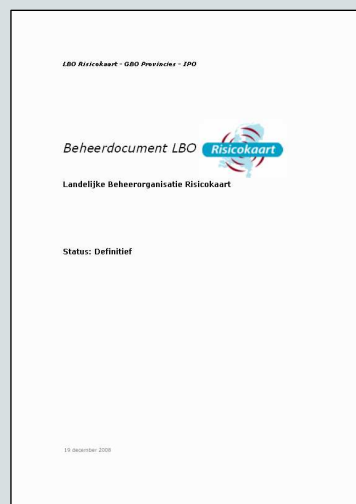 LBO Risicokaart - GBO Provincies - IPO
Beheerdocument LBO Risicokaart
Landelijke Beheerorganisatie Risicokaart
Status: Definitief
19 december 2008